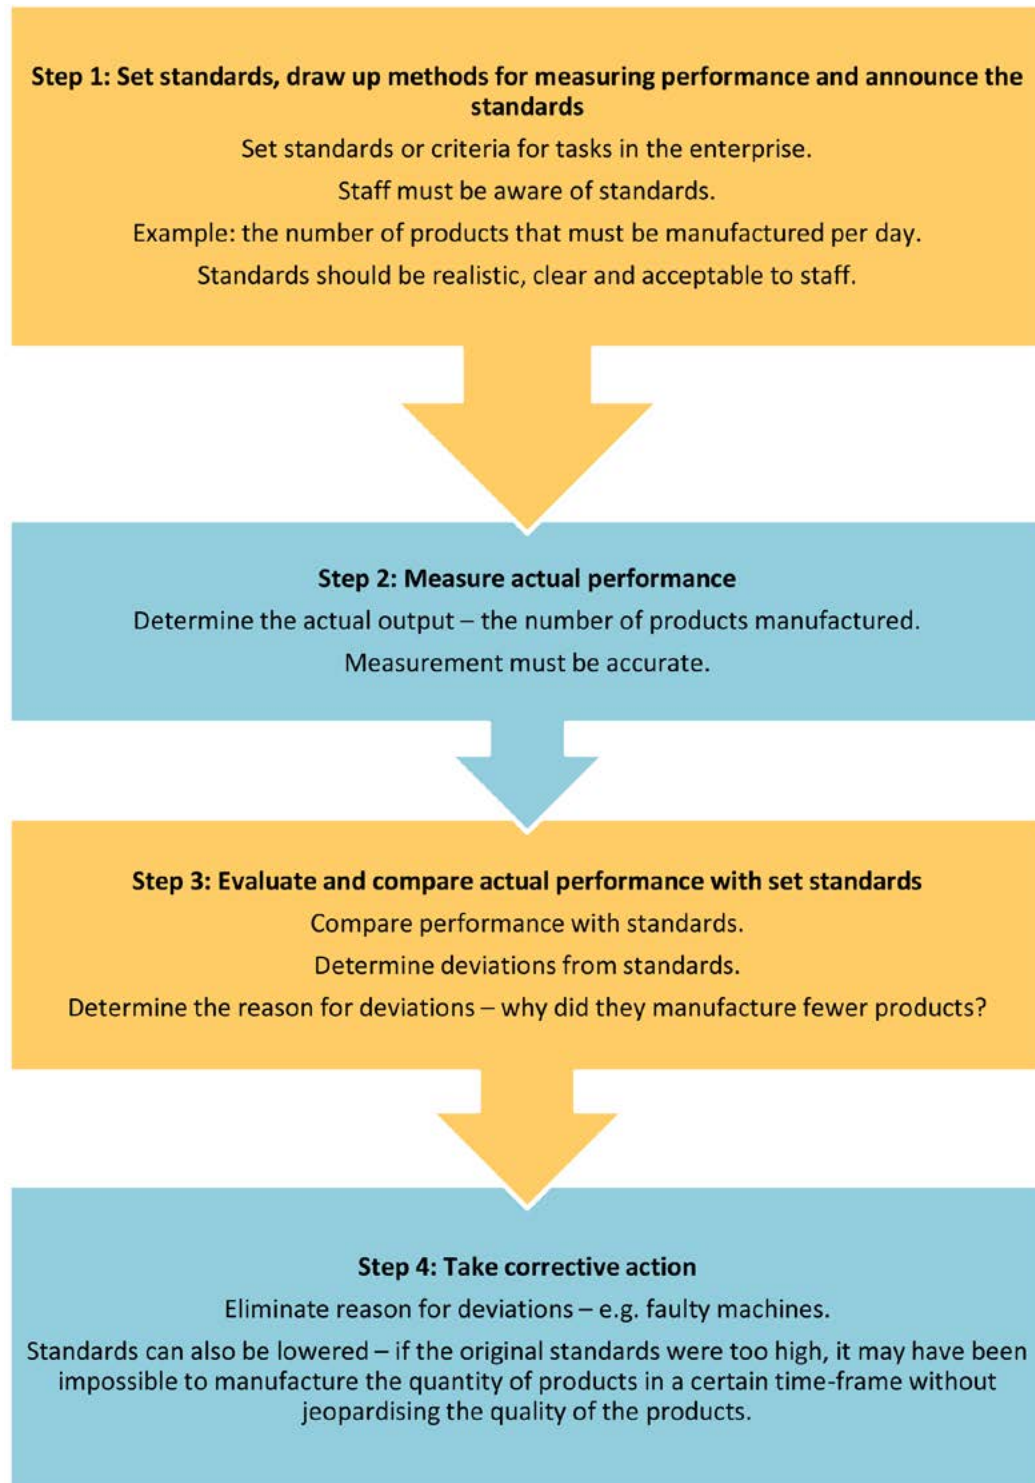 Step 1: Set standards, draw up methods for measuring performance and announce the
standards
Set standards or criteria for tasks in the enterprise.
Staff must be aware of standards.
Example: the number of products that must be manufactured per day.
Standards should be realistic, clear and acceptable to staff.
Step 2: Measure actual performance
Determine the actual output – the number of products manufactured.
Measurement must be accurate.
Step 3: Evaluate and compare actual performance with set standards
Compare performance with standards.
Determine deviations from standards.
Determine the reason for deviations – why did they manufacture fewer products?
Step 4: Take corrective action
Eliminate reason for deviations – e.g. faulty machines.
Standards can also be lowered – if the original standards were too high, it may have been
impossible to manufacture the quantity of products in a certain time-frame without
jeopardising the quality of the products.